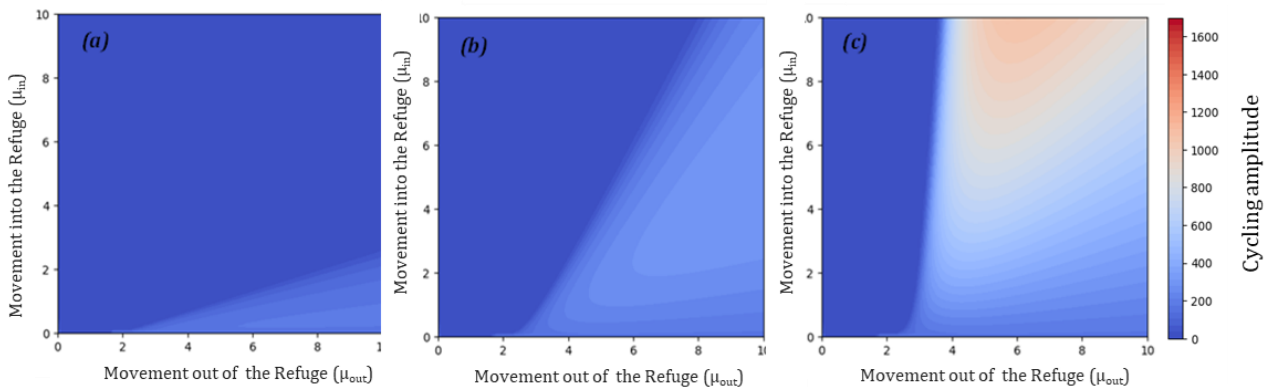 (a)
10
8
6
4
2
0
Movement into the Refuge (μin)
0 2 4 6 8 1
Movement out of the Refuge (μout)
(b)
10
8
6
4
2
0
Movement into the Refuge (μin)
0 2 4 6 8 10
Movement out of the Refuge (μout)
(c)
.0
8
6
4
2
0
Movement into the Refuge (μin)
0 2 4 6 8 10
Movement out of the Refuge (μout)
1600
1400
1200
1000
800
600
400
200
0
Cycling amplitude